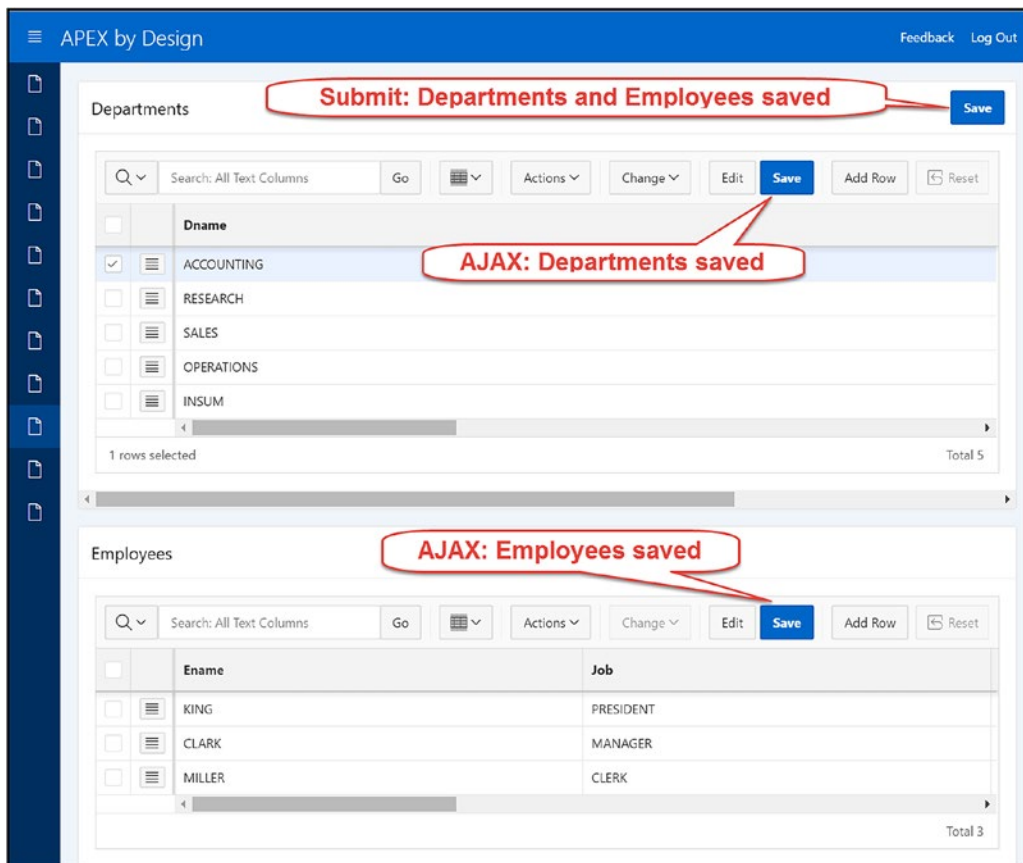 APEX by Design
Feedback Log Out
Submit: Departments and Employees saved
Departments
Save
Search: All Text Columns Go Actions Change Edit Save Add Row Reset
Dname
AJAX: Departments saved
ACCOUNTING
RESEARCH
SALES
OPERATIONS
INSUM
1 rows selected Total 5
AJAX: Employees saved
Employees
Search: All Text Columns Go Actions Change Edit Save Add Row Reset
Ename Job
KING PRESIDENT
CLARK MANAGER
MILLER CLERK
Total 3